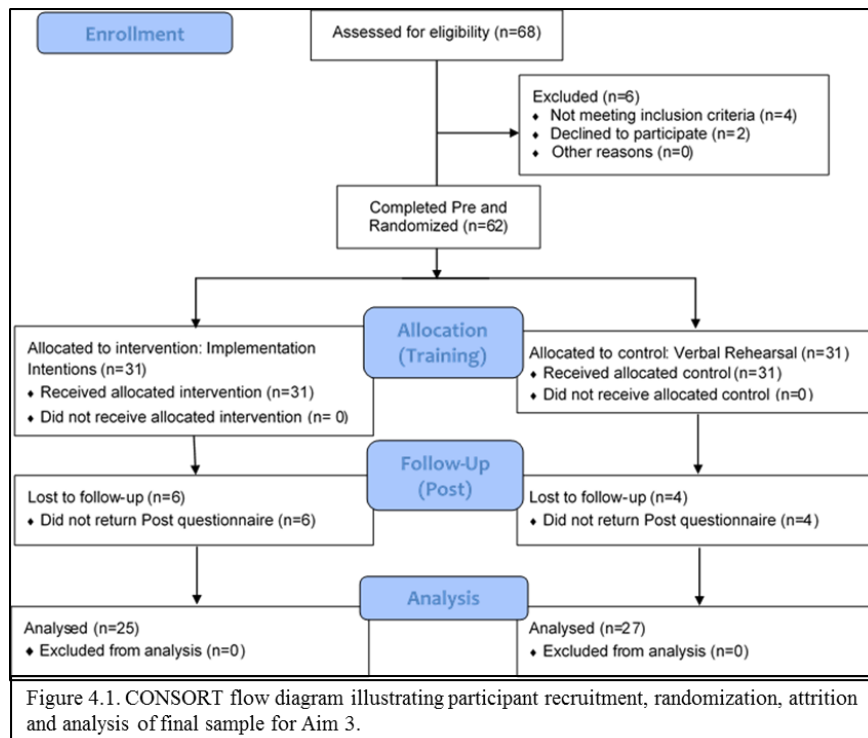 Enrollment
Assessed for eligibility (n=68)
Excluded (n=6)
♦ Not meeting inclusion criteria (n=4)
♦ Declined to participate (n=2)
♦ Other reasons (n=0)
Completed Pre and
Randomized (n=62)
Allocation
(Training)
Allocated to intervention: Implementation
Intentions (n=31)
♦ Received allocated intervention (n=31)
♦ Did not receive allocated intervention (n= 0)
Allocated to control: Verbal Rehearsal (n=31)
♦ Received allocated control (n=31)
♦ Did not receive allocated control (n=0)
Follow-Up
(Post)
Lost to follow-up (n=6)
♦ Did not return Post questionnaire (n=6)
Lost to follow-up (n=4)
♦ Did not return Post questionnaire (n=4)
Analysis
Analysed (n=25)
♦ Excluded from analysis (n=0)
Analysed (n=27)
♦ Excluded from analysis (n=0)
Figure 4.1. CONSORT flow diagram illustrating participant recruitment, randomization, attrition
and analysis of final sample for Aim 3.